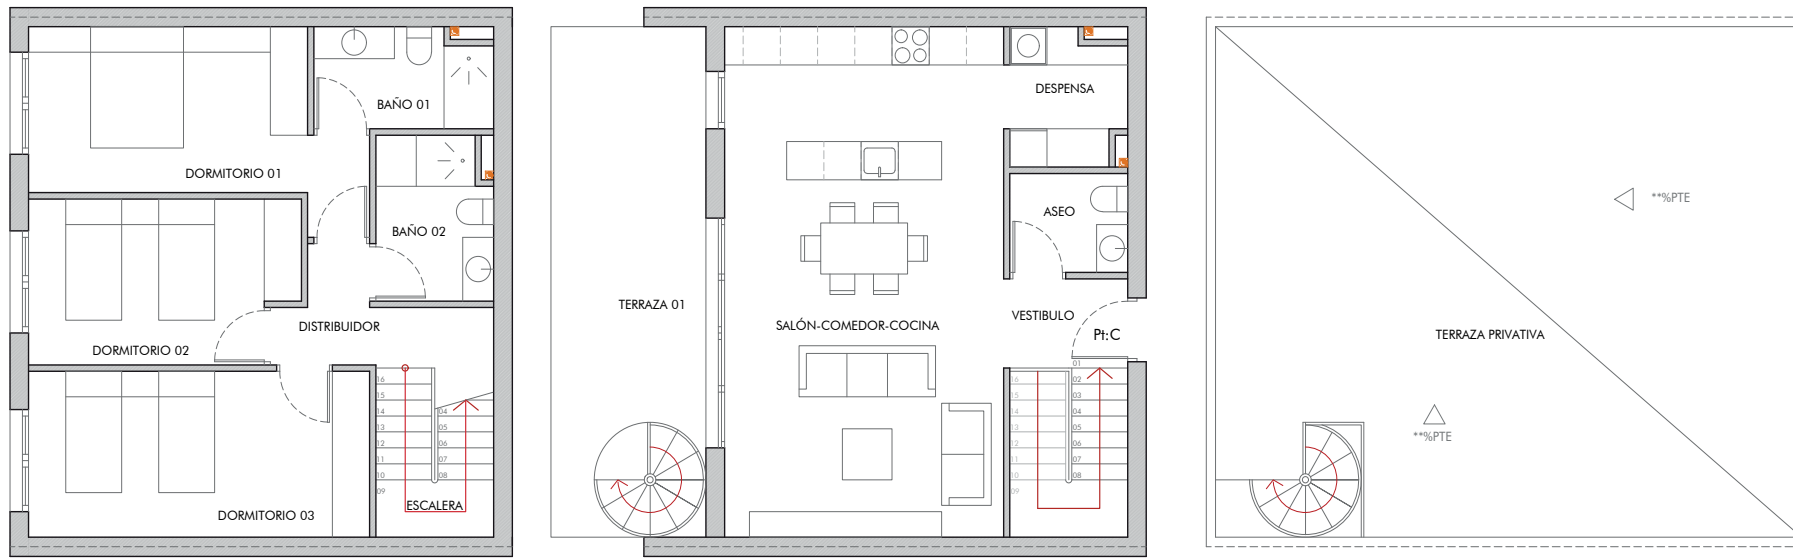 BAÑO 01
DORMITORIO 01
BAÑO 02
DISTRIBUIDOR
DORMITORIO 02
16
15
14
13
12
11
10
09
04
05
06
07
08
ESCALERA
DORMITORIO 03
DESPENSA
ASEO
TERRAZA 01
SALÓN-COMEDOR-COCINA
VESTIBULO
Pt:C
01
02
03
04
05
06
07
08
16
15
14
13
12
11
10
09
**%PTE
TERRAZA PRIVATIVA
**%PTE